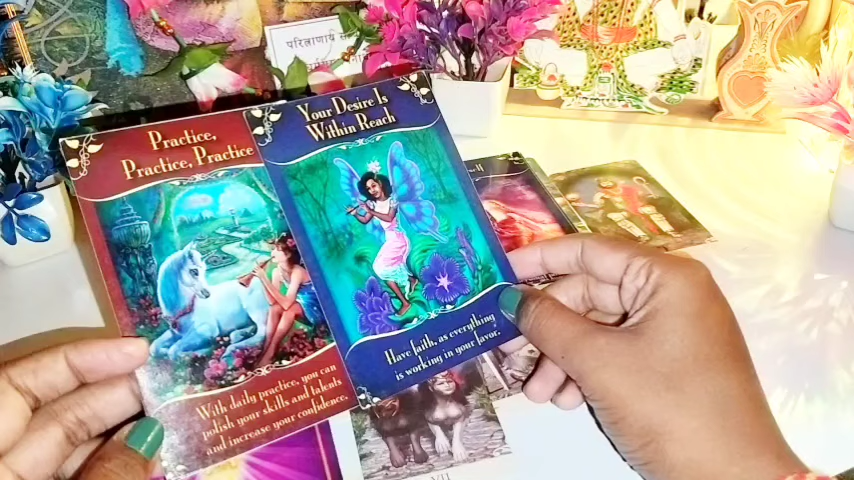 परित्राणाय
Practice,
Practice, Practice
With daily practice, you can
polish your skills and talents
and increase your confidence.
Your Desire Is
Within Reach
Have faith, as everything
is working in your favor.
VII